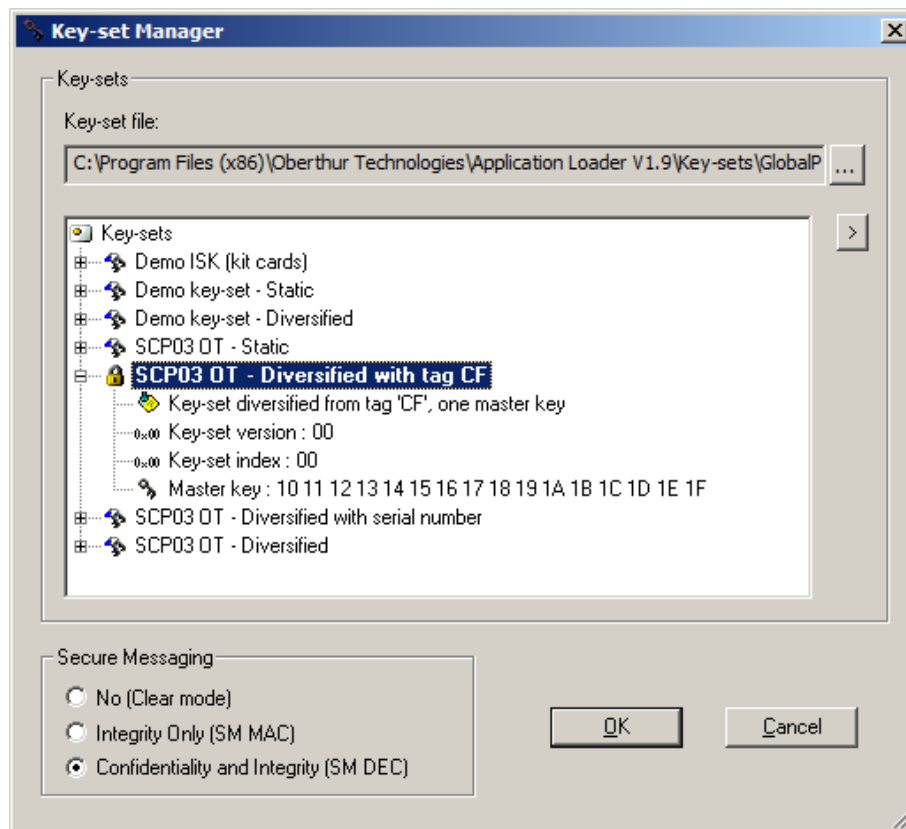 Key-set Manager
Key-sets
Key-set file:
C:\Program Files (x86)\Oberthur Technologies\Application Loader V1.9\Key-sets\GlobalP
...
Key-sets
>
Demo ISK (kit cards)
Demo key-set - Static
Demo key-set - Diversified
SCP03 OT - Static
SCP03 OT - Diversified with tag CF
Key-set diversified from tag 'CF', one master key
0x00 Key-set version : 00
0x00 Key-set index : 00
Master key : 10 11 12 13 14 15 16 17 18 19 1A 1B 1C 1D 1E 1F
SCP03 OT - Diversified with serial number
SCP03 OT - Diversified
Secure Messaging
No (Clear mode)
Integrity Only (SM MAC)
Confidentiality and Integrity (SM DEC)
OK
Cancel